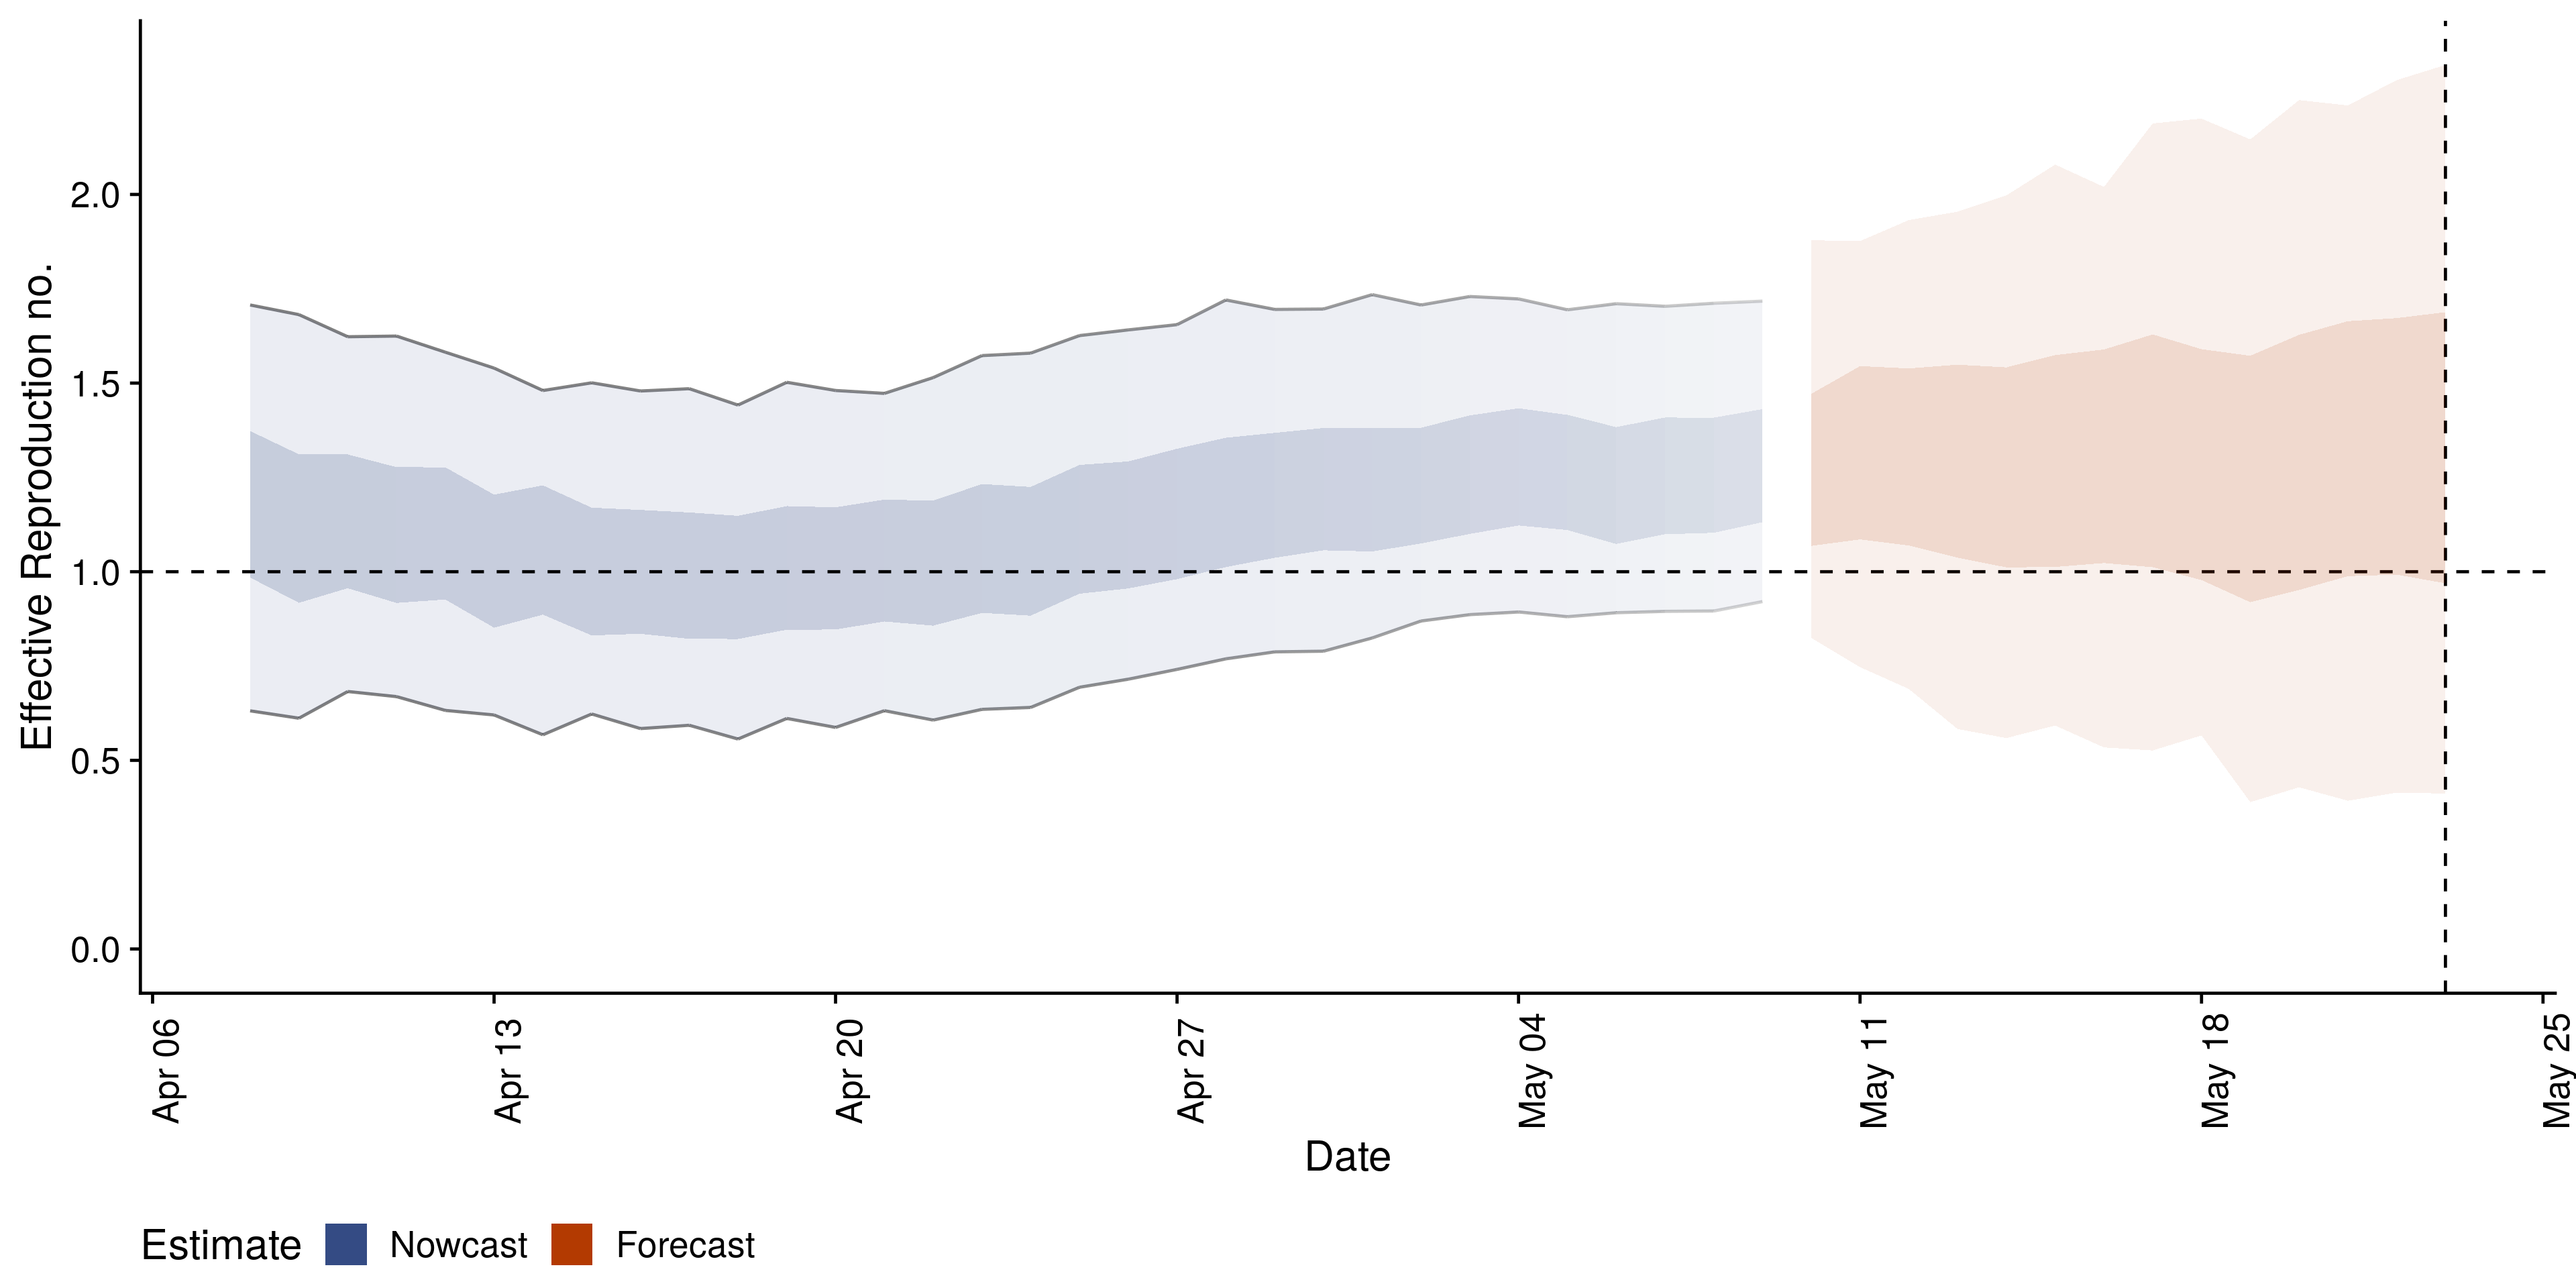 Effective Reproduction no.
2.0
1.5
1.0
0.5
0.0
Apr 06
Apr 13
Apr 20
Apr 27
May 04
May 11
May 18
May 25
Date
Estimate Nowcast Forecast